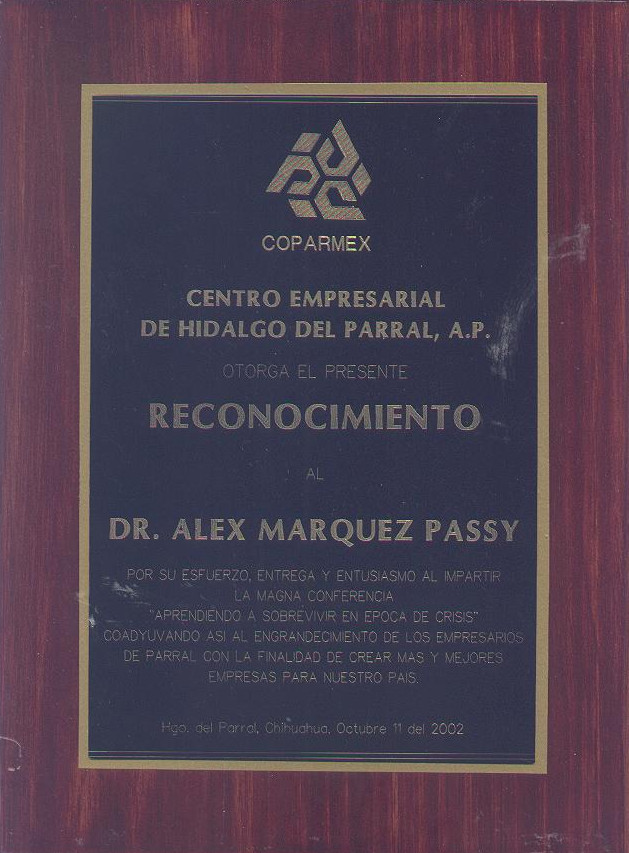 COPARMEX
CENTRO EMPRESARIAL
DE HIDALGO DEL PARRAL, A.P.
OTORGA EL PRESENTE
RECONOCIMIENTO
AL
DR. ALEX MARQUEZ PASSY
POR SU ESFUERZO, ENTREGA Y ENTUSIASMO AL IMPARTIR
LA MAGNA CONFERENCIA
"APRENDIENDO A SOBREVIVIR EN EPOCA DE CRISIS"
COADYUVANDO ASI AL ENGRANDECIMIENTO DE LOS EMPRESARIOS
DE PARRAL CON LA FINALIDAD DE CREAR MAS Y MEJORES
EMPRESAS PARA NUESTRO PAIS.
Hgo. del Parral, Chihuahua, Octubre 11 del 2002